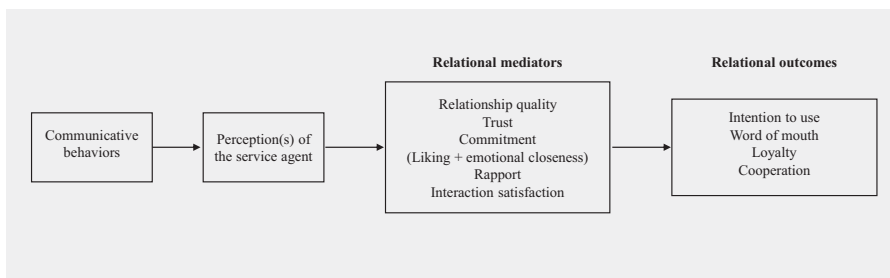 Relational mediators
Relational outcomes
Communicative
behaviors
Perception(s) of
the service agent
Relationship quality
Trust
Commitment
(Liking + emotional closeness)
Rapport
Interaction satisfaction
Intention to use
Word of mouth
Loyalty
Cooperation